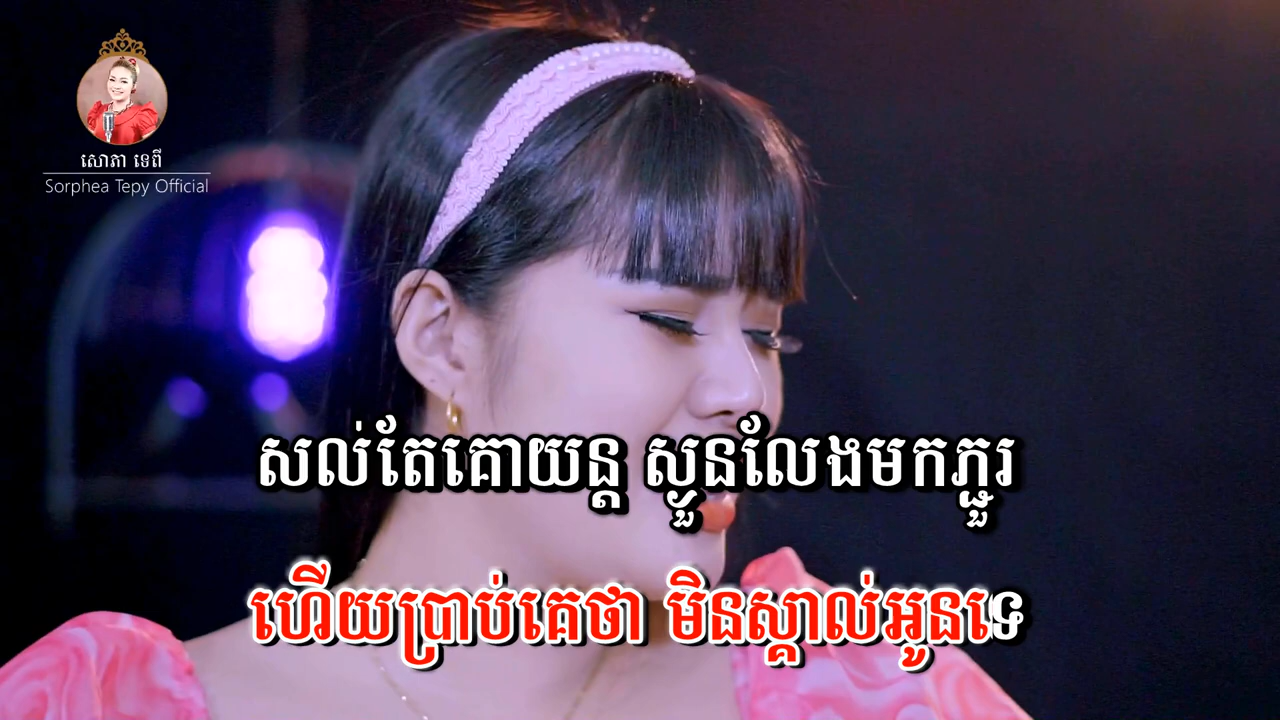 សោភា ទេពី
Sorphea Tepy Official
សល់តែគោយន្ត ស្ងួនលែងមកភ្ជួរ
ហើយប្រាប់គេថា មិនស្គាល់អូនទេ